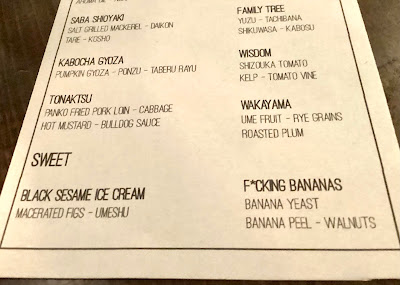 SABA SHIOYAKI
SALT GRILLED MACKEREL - DAIKON
TARE - KOSHO
KABOCHA GYOZA
PUMPKIN GYOZA - PONZU - TABERU RAYU
TONAKTSU
PANKO FRIED PORK LOIN - CABBAGE
HOT MUSTARD - BULLDOG SAUCE
SWEET
BLACK SESAME ICE CREAM
MACERATED FIGS - UMESHU
FAMILY TREE
YUZU - TACHIBANA
SHIKUWASA - KABOSU
WISDOM
SHIZOUKA TOMATO
KELP - TOMATO VINE
WAKAYAMA
UME FRUIT - RYE GRAINS
ROASTED PLUM
F*CKING BANANAS
BANANA YEAST
BANANA PEEL - WALNUTS